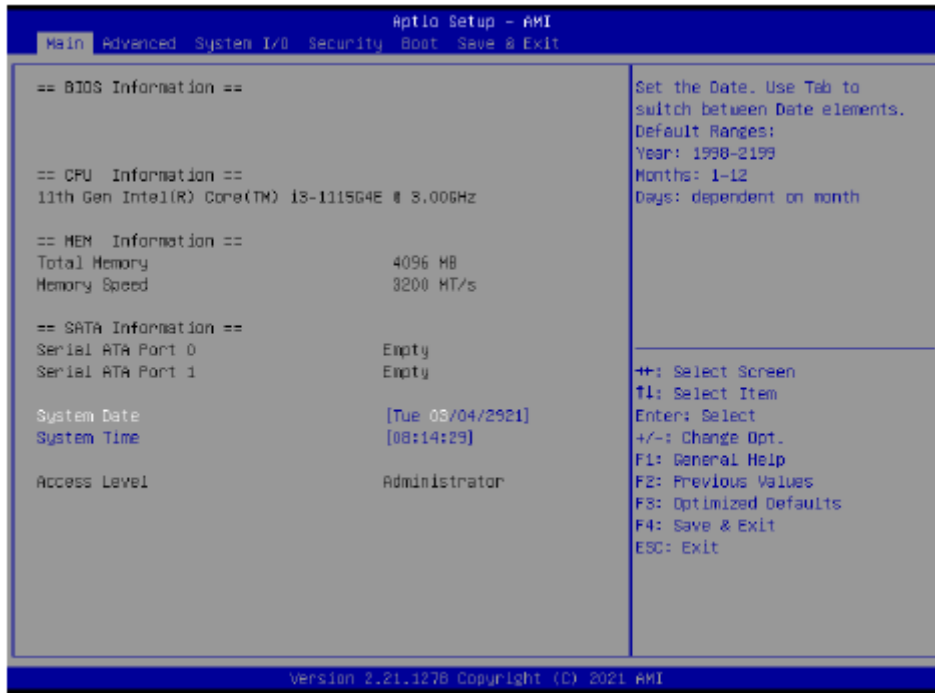 Aptio Setup - AMI
Main Advanced System I/O Security Boot Save & Exit
== BIOS Information ==
== CPU Information ==
11th Gen Intel(R) Core(TM) i3-1115G4E @ 3.00GHz
== MEM Information ==
Total Memory 4096 MB
Memory Speed 3200 MT/s
== SATA Information ==
Serial ATA Port 0 Empty
Serial ATA Port 1 Empty
System Date [Tue 03/04/2921]
System Time [08:14:29]
Access Level Administrator
Set the Date. Use Tab to
switch between Date elements.
Default Ranges:
Year: 1998-2199
Months: 1-12
Days: dependent on month
→←: Select Screen
↑↓: Select Item
Enter: Select
+/-: Change Opt.
F1: General Help
F2: Previous Values
F3: Optimized Defaults
F4: Save & Exit
ESC: Exit
Version 2.21.1278 Copyright (C) 2021 AMI